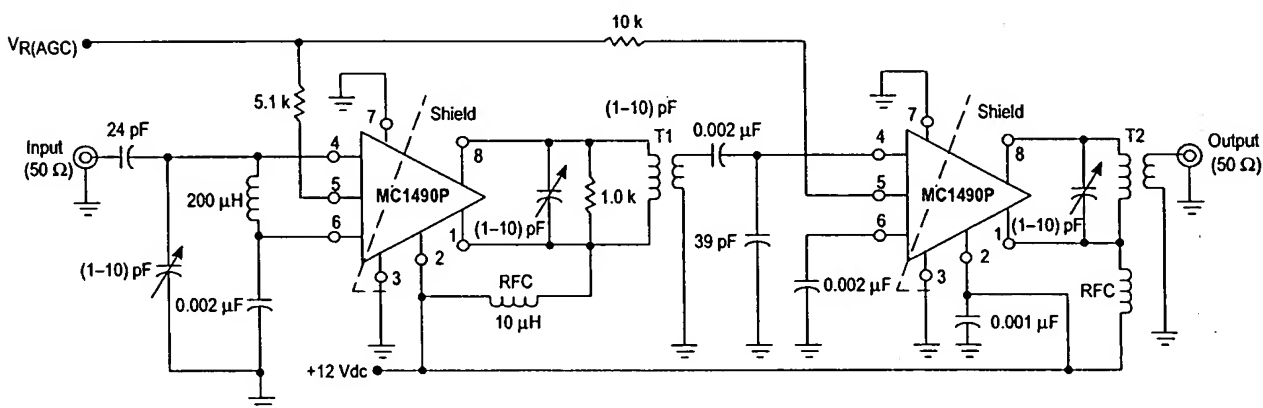 10 k
V_R(AGC)
5.1 k
7
Shield
(1–10) pF
T1
0.002 µF
7
Shield
T2
Output
(50 Ω)
Input
(50 Ω)
24 pF
4
8
4
8
200 µH
5
MC1490P
1.0 k
5
MC1490P
6
(1–10) pF
6
(1–10) pF
1
39 pF
1
2
2
(1–10) pF
3
RFC
3
RFC
0.002 µF
10 µH
0.002 µF
0.001 µF
+12 Vdc